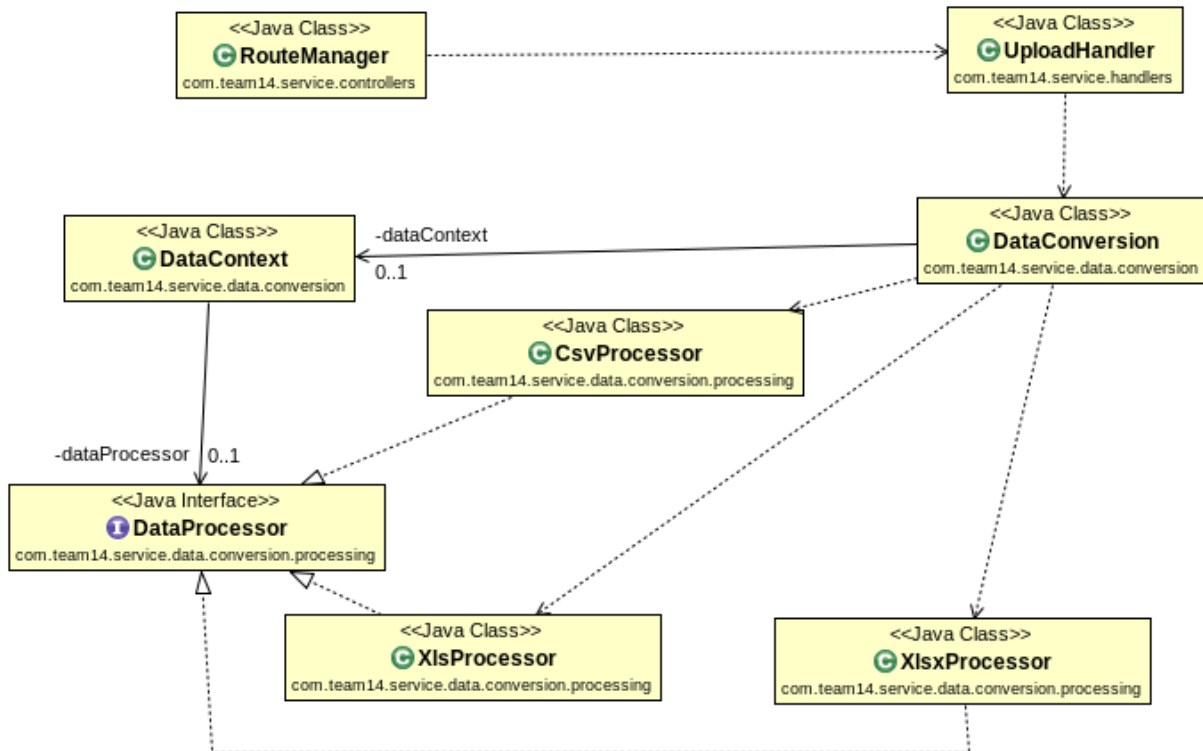 <<Java Class>>
RouteManager
com.team14.service.controllers
<<Java Class>>
UploadHandler
com.team14.service.handlers
<<Java Class>>
DataContext
com.team14.service.data.conversion
-dataContext
0..1
<<Java Class>>
DataConversion
com.team14.service.data.conversion
<<Java Class>>
CsvProcessor
com.team14.service.data.conversion.processing
-dataProcessor
0..1
<<Java Interface>>
DataProcessor
com.team14.service.data.conversion.processing
<<Java Class>>
XlsProcessor
com.team14.service.data.conversion.processing
<<Java Class>>
XlsxProcessor
com.team14.service.data.conversion.processing